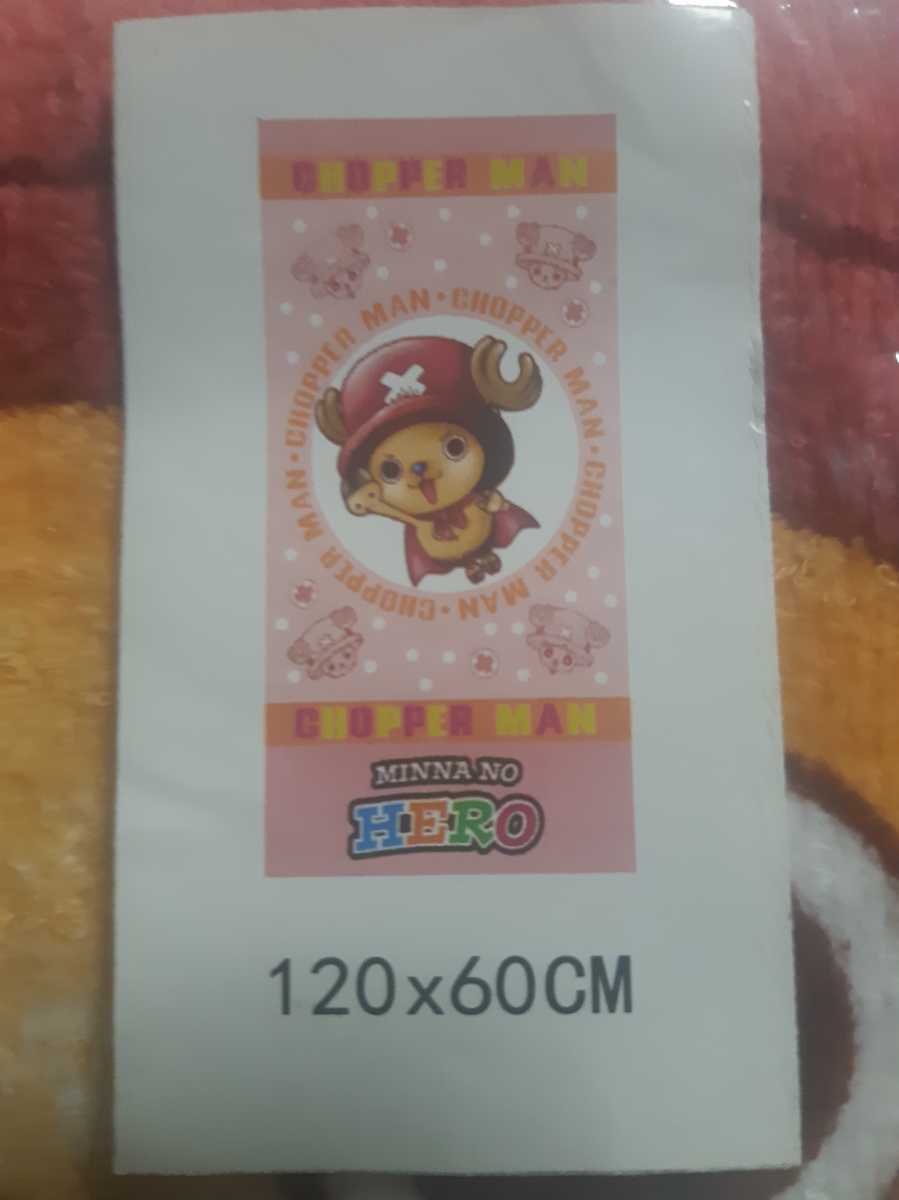 CHOPPER MAN
CHOPPER MAN · CHOPPER MAN · CHOPPER MAN · CHOPPER MAN ·
CHOPPER MAN
MINNA NO
HERO
120x60CM